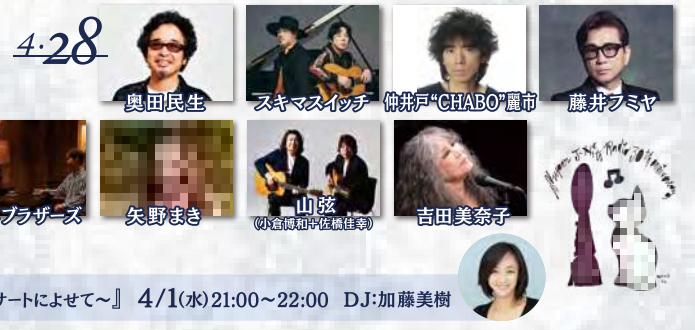 4・28
奥田民生
スキマスイッチ
仲井戸“CHABO”麗市
藤井フミヤ
ブラザーズ
矢野まき
山弦
(小倉博和+佐橋佳幸)
吉田美奈子
サートによせて～』 4/1(水)21:00～22:00 DJ:加藤美樹